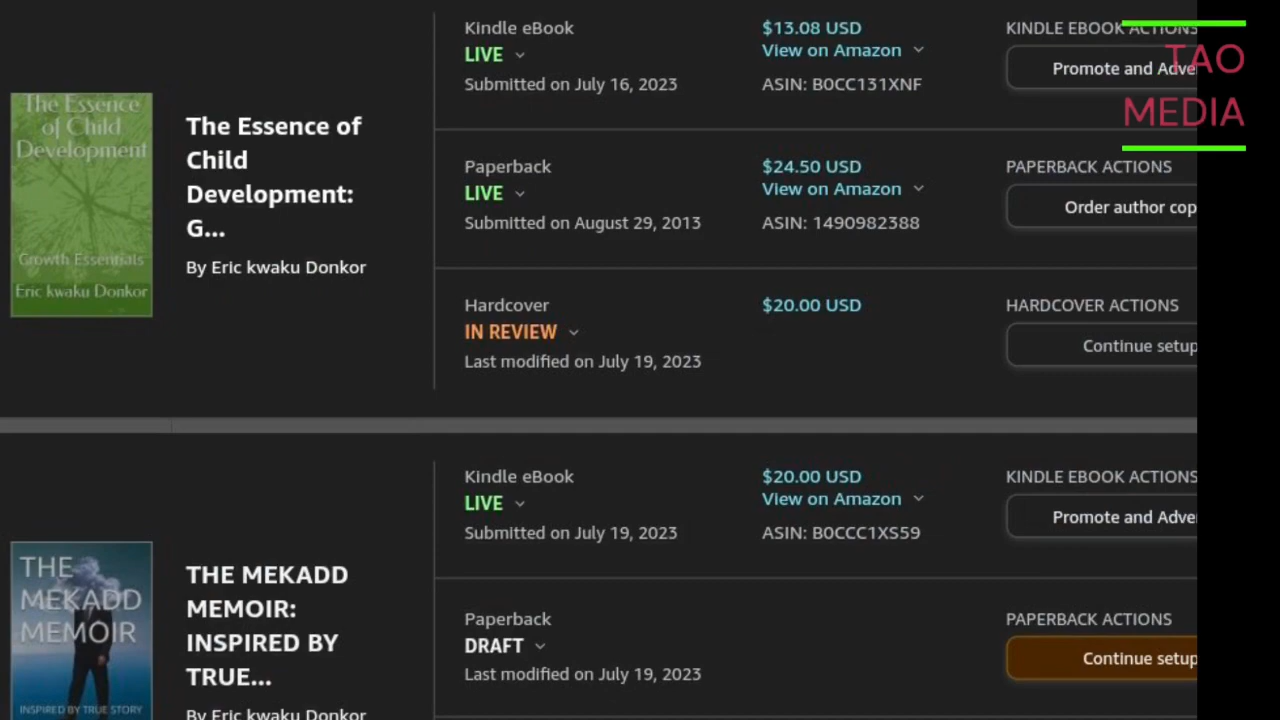 The Essence
of Child
Development
Growth Essentials
Eric kwaku Donkor
The Essence of
Child
Development:
G...
By Eric kwaku Donkor
Kindle eBook
LIVE
Submitted on July 16, 2023
$13.08 USD
View on Amazon
ASIN: B0CC131XNF
KINDLE EBOOK ACTIONS
Promote and Adve
Paperback
LIVE
Submitted on August 29, 2013
$24.50 USD
View on Amazon
ASIN: 1490982388
PAPERBACK ACTIONS
Order author cop
Hardcover
IN REVIEW
Last modified on July 19, 2023
$20.00 USD
HARDCOVER ACTIONS
Continue setup
TAO
MEDIA
THE
MEKADD
MEMOIR
INSPIRED BY TRUE STORY
THE MEKADD
MEMOIR:
INSPIRED BY
TRUE...
By Eric kwaku Donkor
Kindle eBook
LIVE
Submitted on July 19, 2023
$20.00 USD
View on Amazon
ASIN: B0CCC1XS59
KINDLE EBOOK ACTIONS
Promote and Adve
Paperback
DRAFT
Last modified on July 19, 2023
PAPERBACK ACTIONS
Continue setup